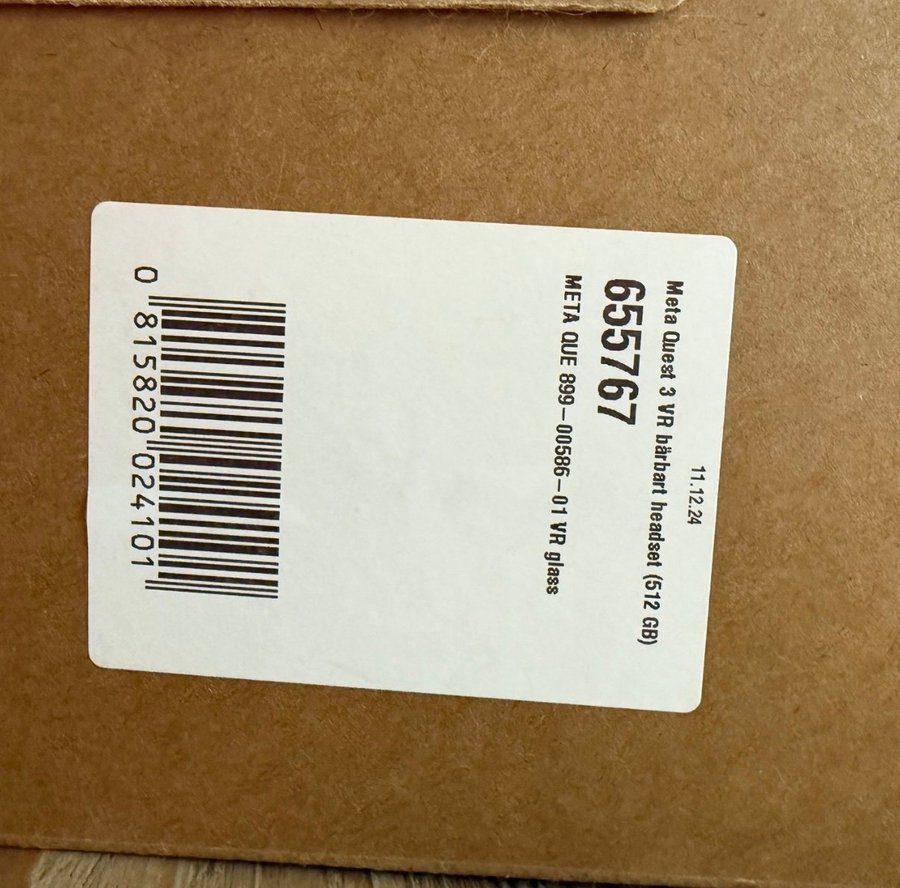 11.12.24
Meta Quest 3 VR bärbart headset (512 GB)
655767
META QUE 899-00586-01 VR glass
0 815820 024101